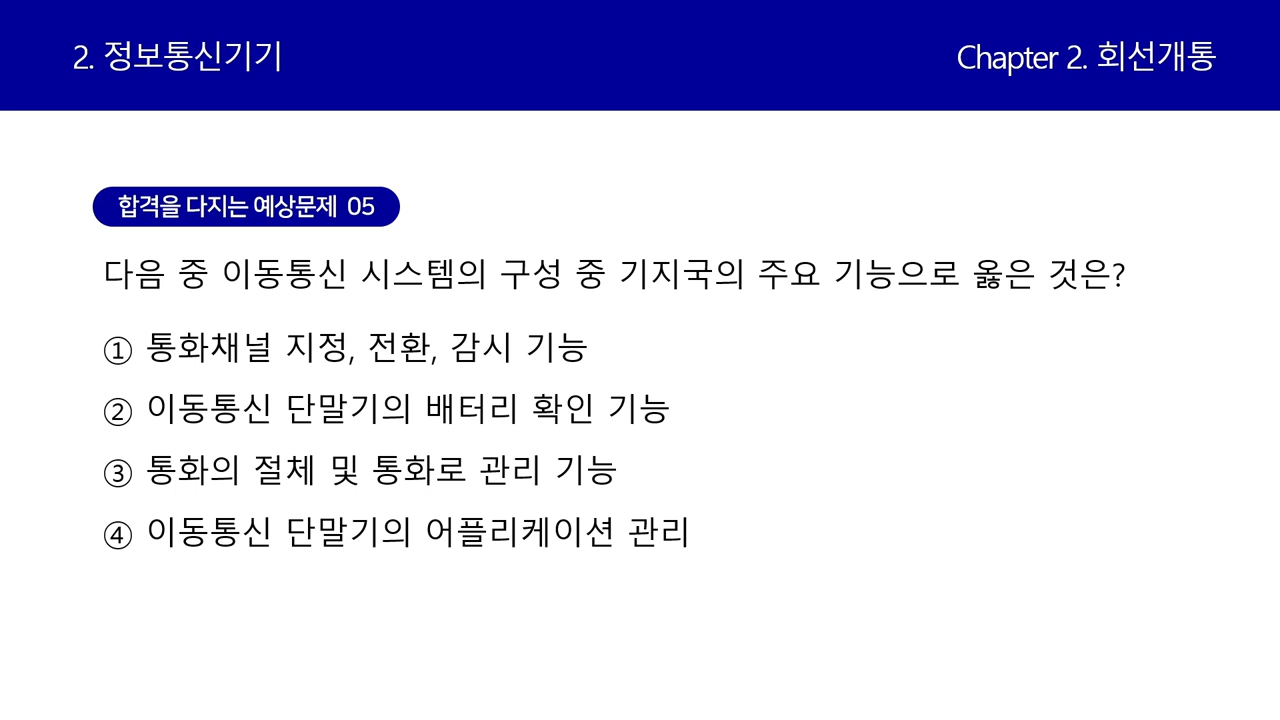 2. 정보통신기기
Chapter 2. 회선개통
합격을 다지는 예상문제 05
다음 중 이동통신 시스템의 구성 중 기지국의 주요 기능으로 옳은 것은?
① 통화채널 지정, 전환, 감시 기능
② 이동통신 단말기의 배터리 확인 기능
③ 통화의 절체 및 통화로 관리 기능
④ 이동통신 단말기의 어플리케이션 관리